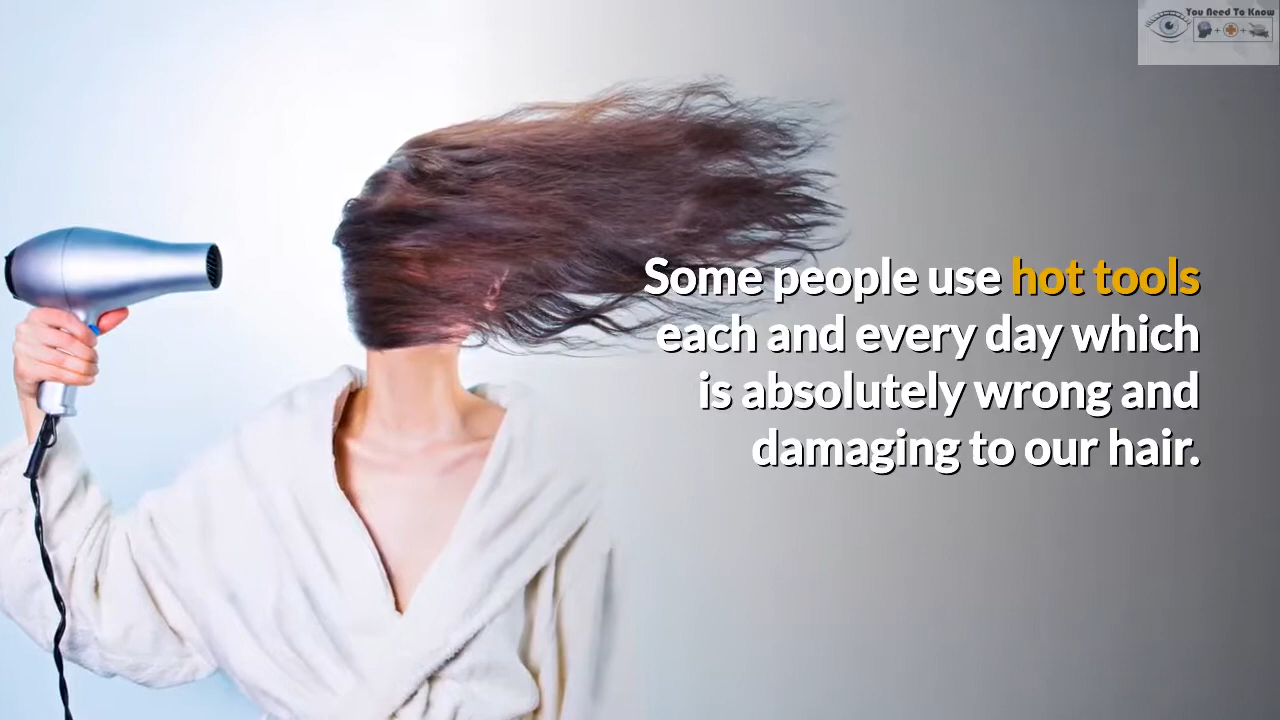 You Need To Know
Some people use hot tools
each and every day which
is absolutely wrong and
damaging to our hair.